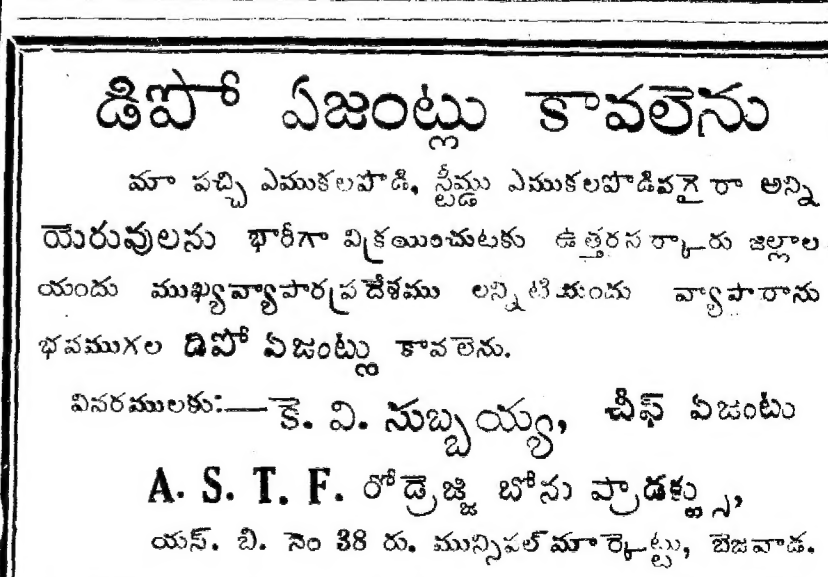 డిపో ఏజంట్లు కావలెను
మా పచ్చి ఎముకలపొడి, స్టీమ్డు ఎముకలపొడివగైరా అన్ని
యేరువులను భారీగా విక్రయించుటకు ఉత్తరసర్కారు జిల్లాల
యందు ముఖ్యవ్యాపారప్రదేశము లన్నిటియందు వ్యాపారాను
భవముగల డిపో ఏజంట్లు కావలెను.
వివరములకు:—కె. వి. సుబ్బయ్య, చీఫ్ ఏజంటు
A. S. T. F. రోడ్రెజ్జి బోను ప్రాడక్ట్సు,
యస్. బి. నెం 38 రు. మున్సిపల్ మార్కెట్టు, బెజవాడ.